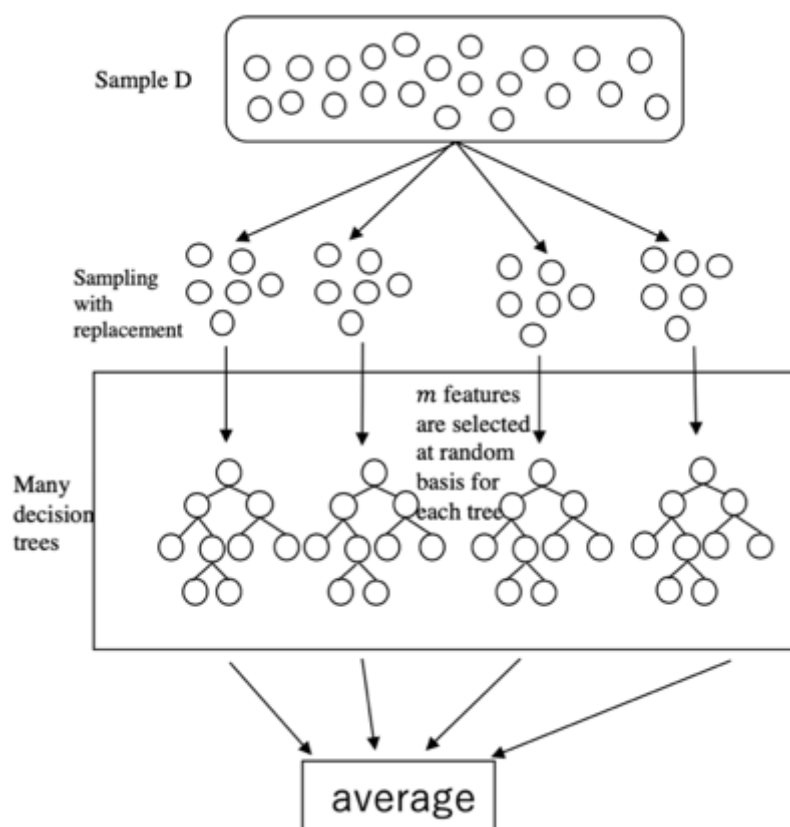 Sample D
Sampling
with
replacement
m features
are selected
at random
basis for
each tree
Many
decision
trees
average